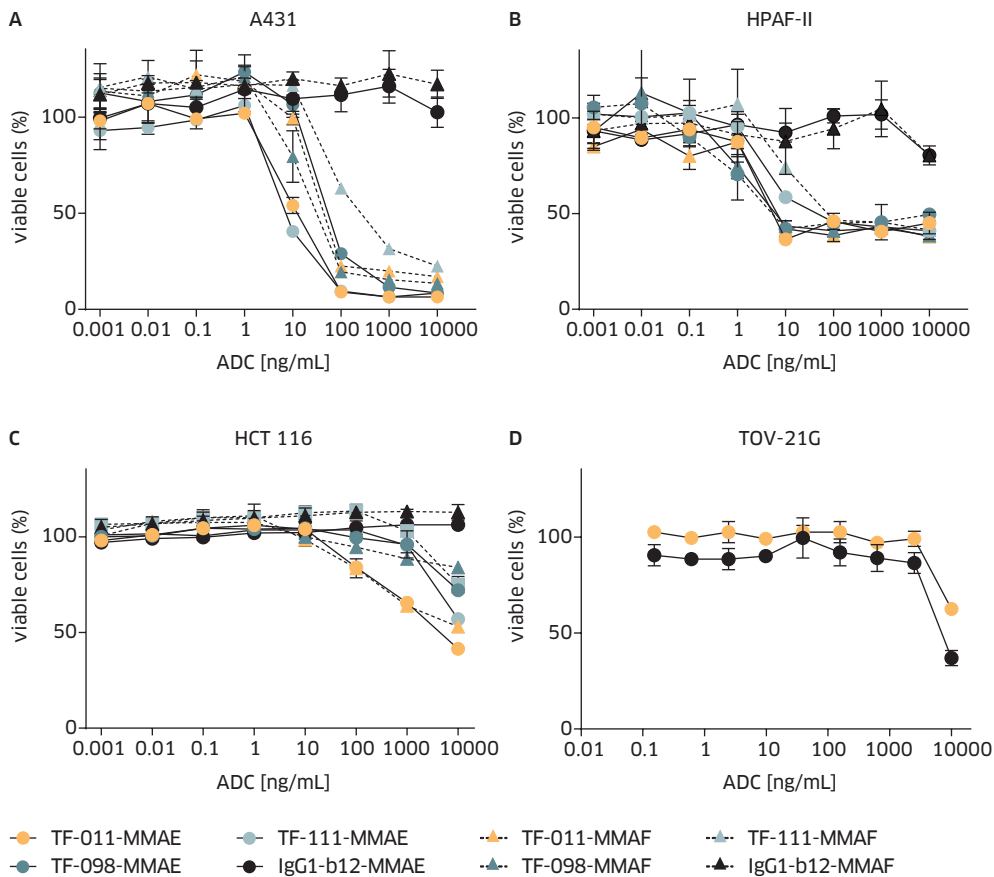 A
A431
viable cells (%)
100
50
0
0.001 0.01 0.1 1 10 100 1000 10000
ADC [ng/mL]
B
HPAF-II
viable cells (%)
100
50
0
0.001 0.01 0.1 1 10 100 1000 10000
ADC [ng/mL]
C
HCT 116
viable cells (%)
100
50
0
0.001 0.01 0.1 1 10 100 1000 10000
ADC [ng/mL]
D
TOV-21G
viable cells (%)
100
50
0
0.01 0.1 1 10 100 1000 10000
ADC [ng/mL]
TF-011-MMAE TF-111-MMAE TF-011-MMAF TF-111-MMAF
TF-098-MMAE IgG1-b12-MMAE TF-098-MMAF IgG1-b12-MMAF